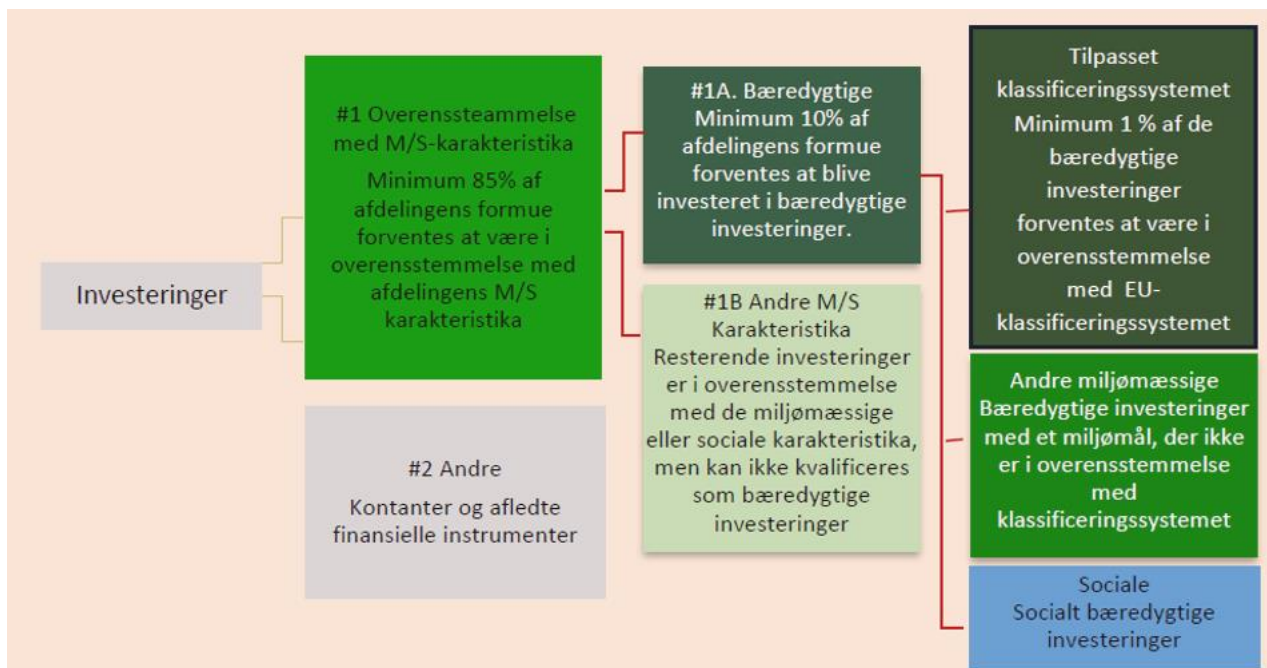 Investeringer
#1 Overenssteammelse
med M/S-karakteristika
Minimum 85% af
afdelingens formue
forventes at være i
overensstemmelse med
afdelingens M/S
karakteristika
#2 Andre
Kontanter og afledte
finansielle instrumenter
#1A. Bæredygtige
Minimum 10% af
afdelingens formue
forventes at blive
investeret i bæredygtige
investeringer.
#1B Andre M/S
Karakteristika
Resterende investeringer
er i overensstemmelse
med de miljømæssige
eller sociale karakteristika,
men kan ikke kvalificeres
som bæredygtige
investeringer
Tilpasset
klassificeringssystemet
Minimum 1 % af de
bæredygtige
investeringer
forventes at være i
overensstemmelse
med EU-
klassificeringssystemet
Andre miljømæssige
Bæredygtige investeringer
med et miljømål, der ikke
er i overensstemmelse
med
klassificeringssystemet
Sociale
Socialt bæredygtige
investeringer